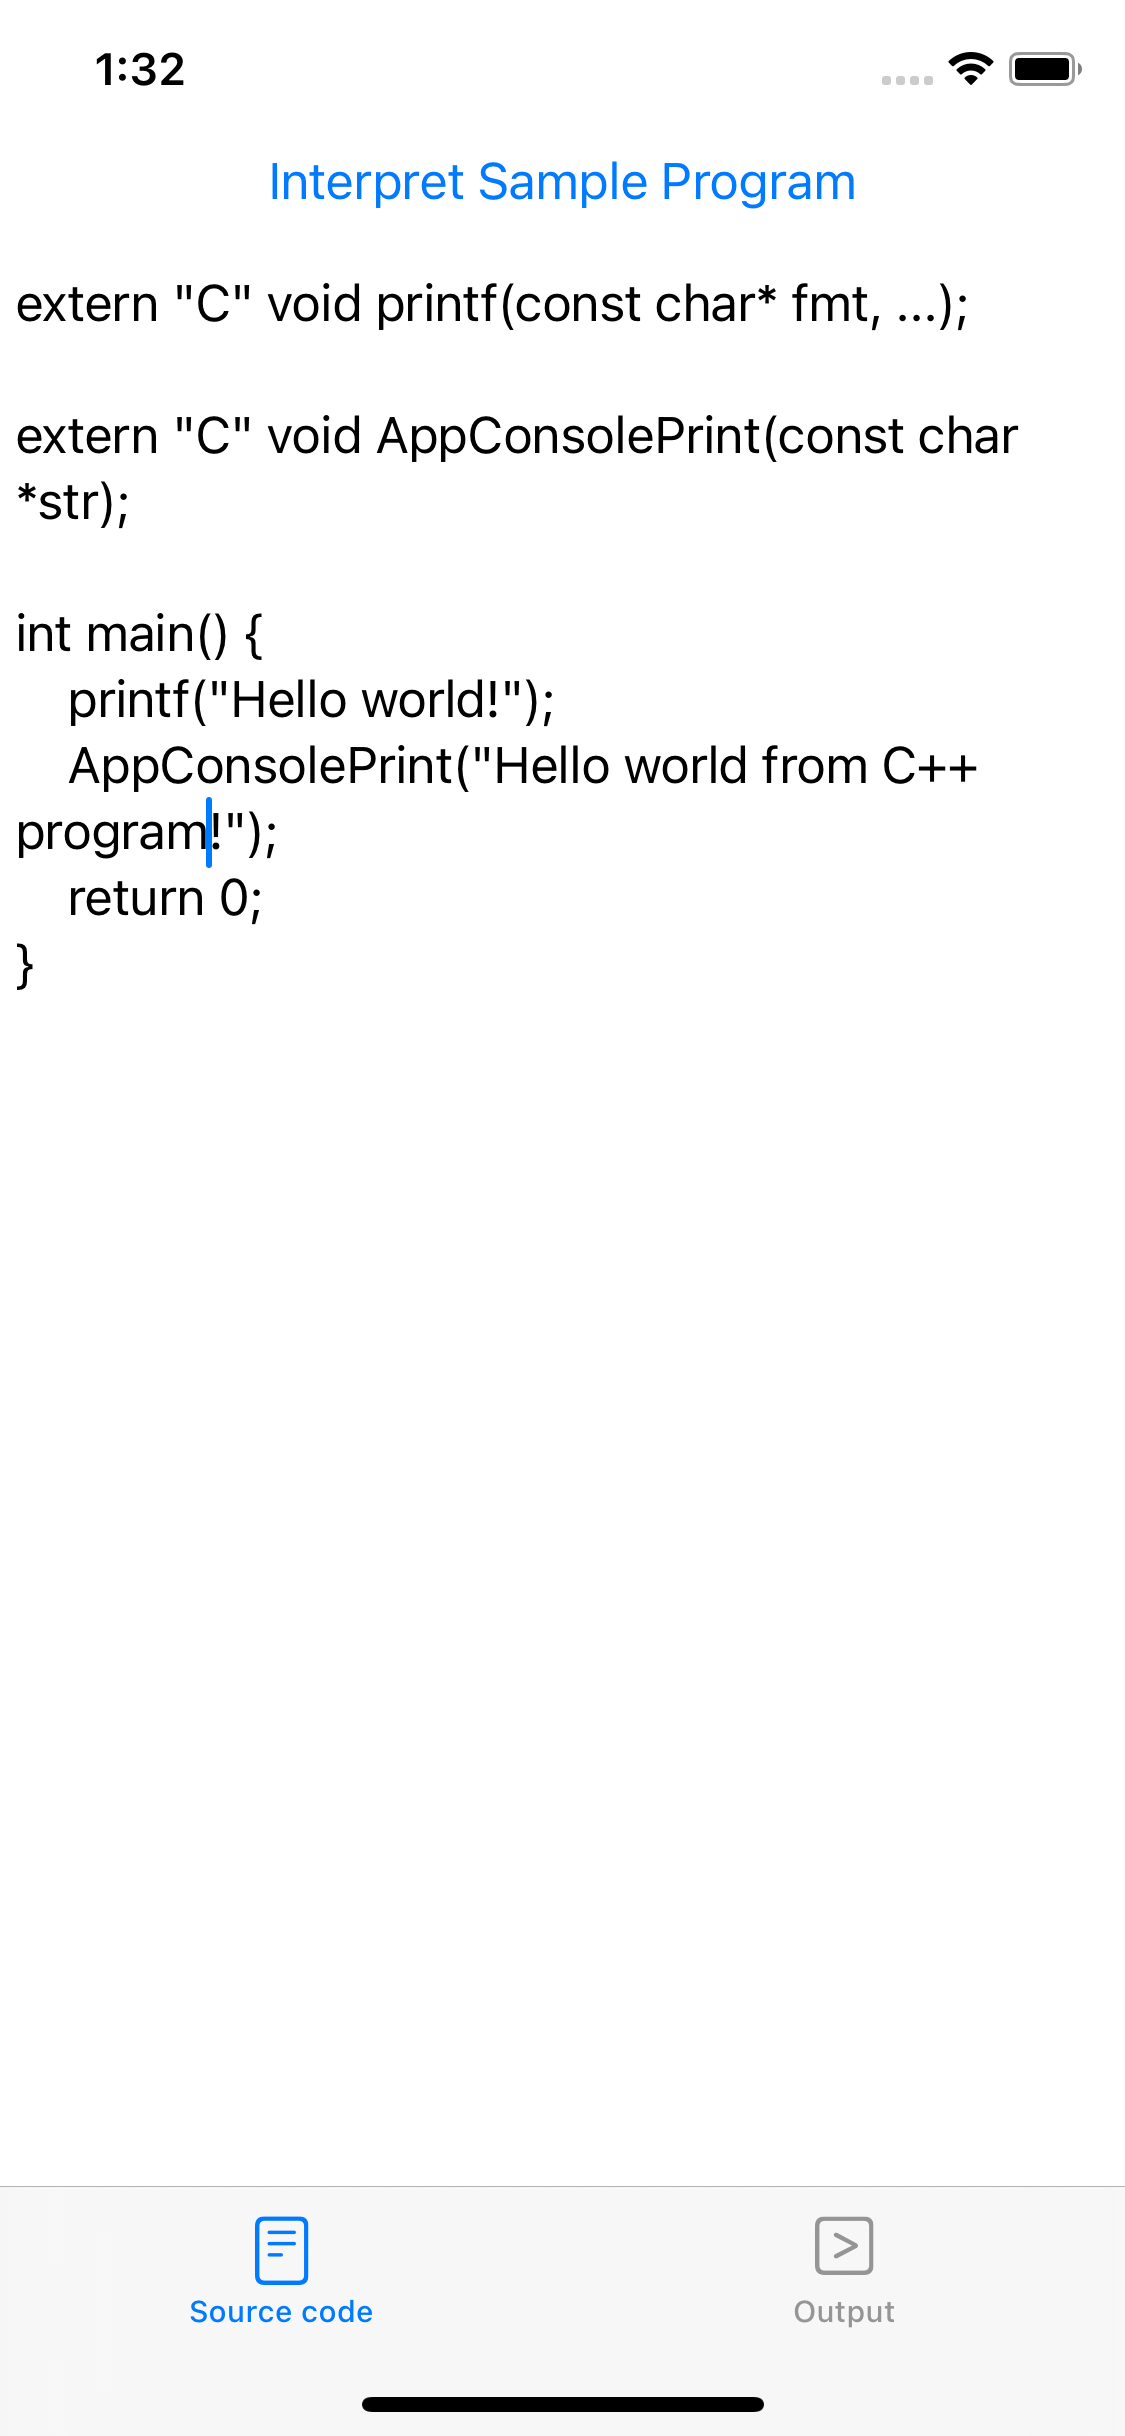 1:32
Interpret Sample Program
extern "C" void printf(const char* fmt, ...);
extern "C" void AppConsolePrint(const char
*str);
int main() {
    printf("Hello world!");
    AppConsolePrint("Hello world from C++
program!");
    return 0;
}
Source code
Output